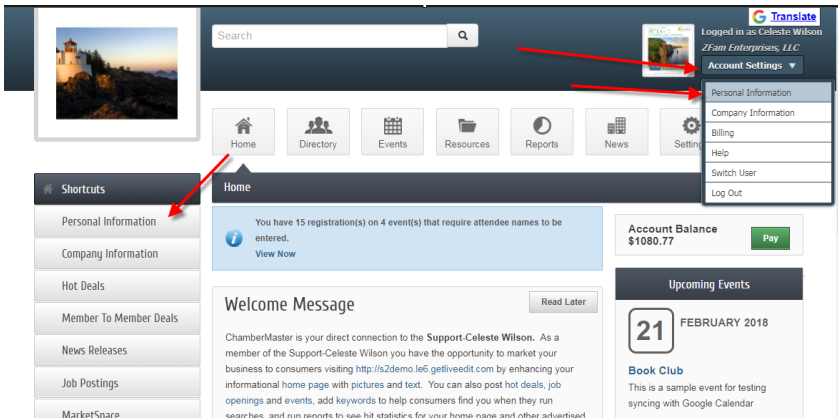 Translate
Search
Logged in as Celeste Wilson
ZFam Enterprises, LLC
Account Settings
Personal Information
Company Information
Billing
Help
Switch User
Log Out
Home
Directory
Events
Resources
Reports
News
Setting
Shortcuts
Personal Information
Company Information
Hot Deals
Member To Member Deals
News Releases
Job Postings
MarketSpace
Home
You have 15 registration(s) on 4 event(s) that require attendee names to be
entered.
View Now
Welcome Message
Read Later
ChamberMaster is your direct connection to the Support-Celeste Wilson. As a
member of the Support-Celeste Wilson you have the opportunity to market your
business to consumers visiting http://s2demo.le6.getliveedit.com by enhancing your
informational home page with pictures and text. You can also post hot deals, job
openings and events, add keywords to help consumers find you when they run
searches, and run reports to see hit statistics for your home page and other advertised
Account Balance
$1080.77
Pay
Upcoming Events
21
FEBRUARY 2018
Book Club
This is a sample event for testing
syncing with Google Calendar